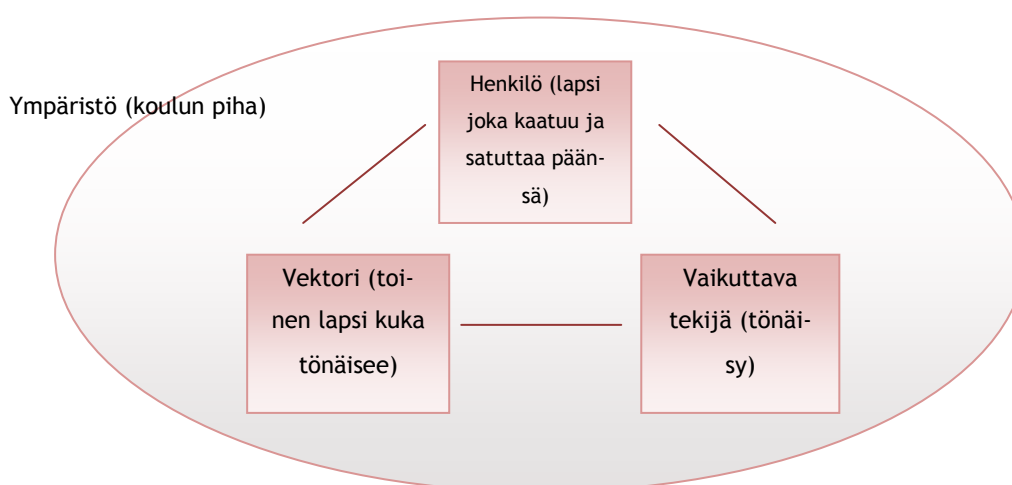 Ympäristö (koulun piha)
Henkilö (lapsi
joka kaatuu ja
satuttaa pään-
sä)
Vektori (toi-
nen lapsi kuka
tönäisee)
Vaikuttava
tekijä (tönäi-
sy)